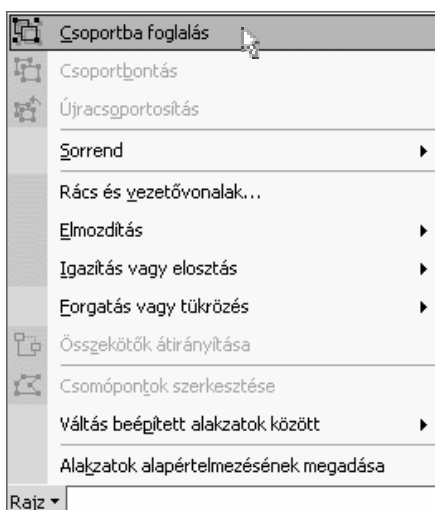 Csoportba foglalás
Csoportbontás
Újracsoportosítás
Sorrend
Rács és vezetővonalak...
Elmozdítás
Igazítás vagy elosztás
Forgatás vagy tükrözés
Összekötők átirányítása
Csomópontok szerkesztése
Váltás beépített alakzatok között
Alakzatok alapértelmezésének megadása
Rajz